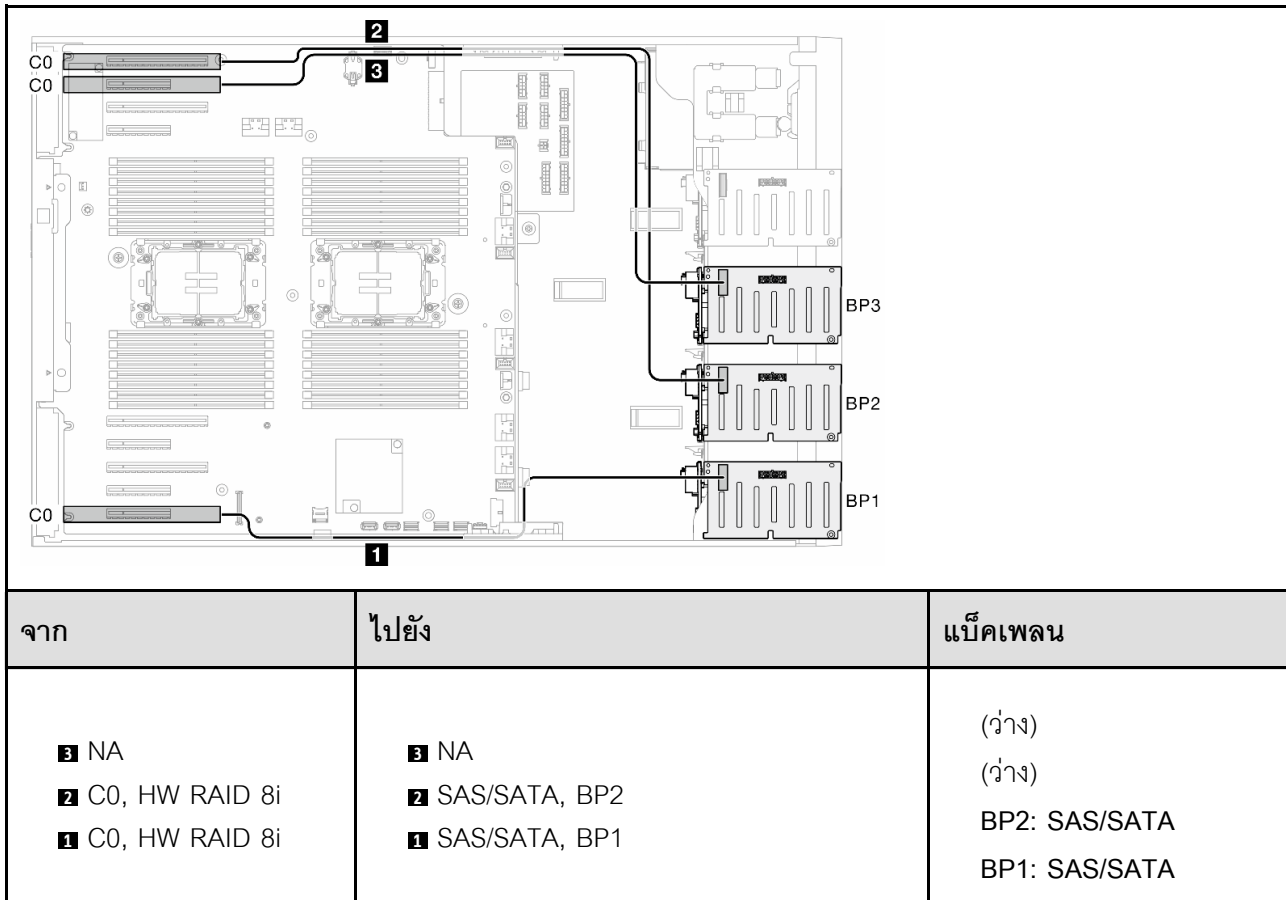 2
C0
3
C0
BP3
BP2
BP1
C0
1
จาก
ไปยัง
แบ็คเพลน
3 NA
2 C0, HW RAID 8i
1 C0, HW RAID 8i
3 NA
2 SAS/SATA, BP2
1 SAS/SATA, BP1
(ว่าง)
(ว่าง)
BP2: SAS/SATA
BP1: SAS/SATA